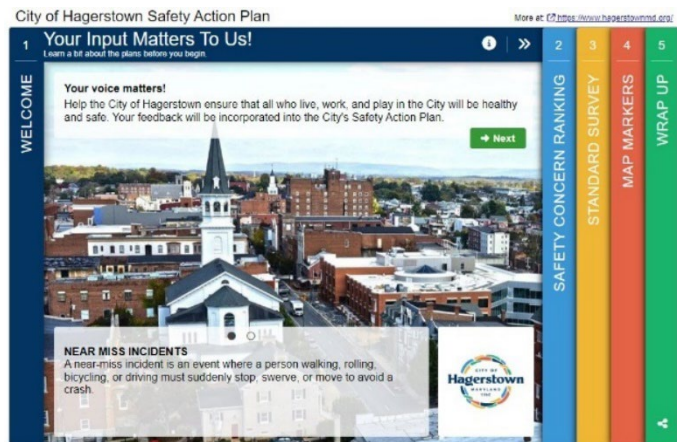 City of Hagerstown Safety Action Plan
More at: https://www.hagerstownmd.org/
1
Your Input Matters To Us!
Learn a bit about the plans before you begin.
WELCOME
Your voice matters!
Help the City of Hagerstown ensure that all who live, work, and play in the City will be healthy
and safe. Your feedback will be incorporated into the City's Safety Action Plan.
Next
NEAR MISS INCIDENTS
A near-miss incident is an event where a person walking, rolling,
bicycling, or driving must suddenly stop, swerve, or move to avoid a
crash.
CITY OF
Hagerstown
MARYLAND
2
SAFETY CONCERN RANKING
3
STANDARD SURVEY
4
MAP MARKERS
5
WRAP UP